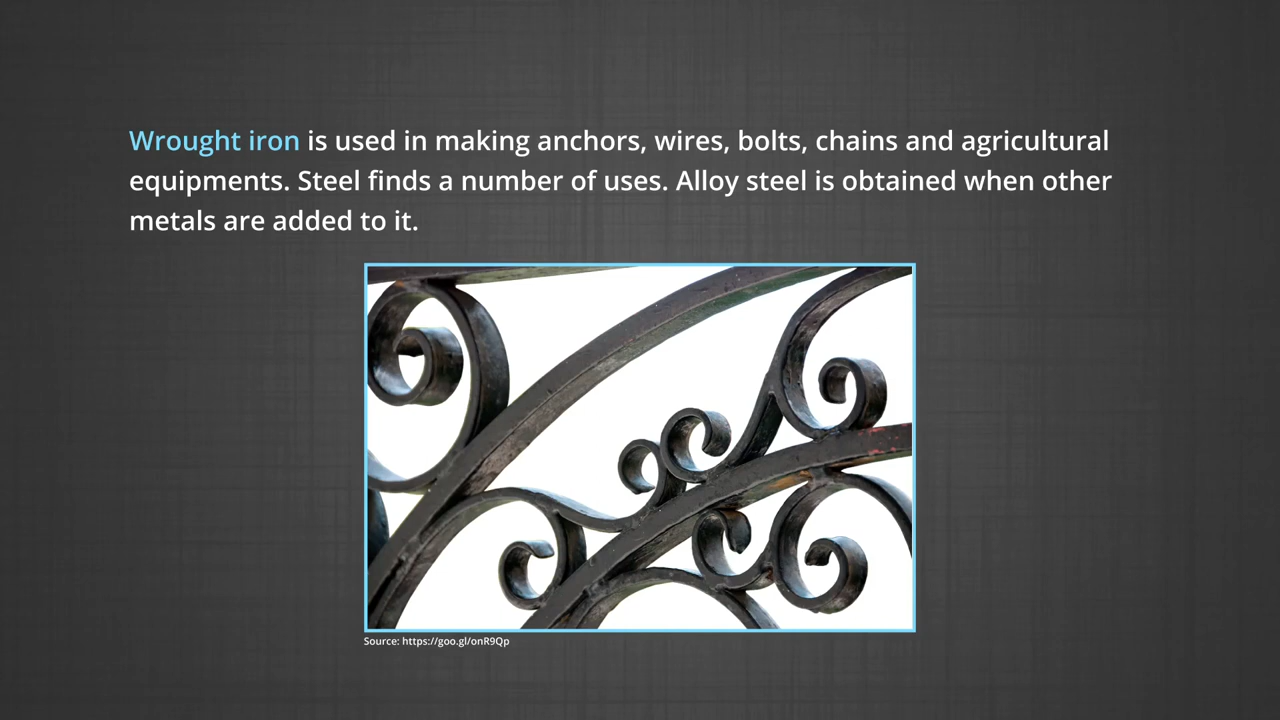 Wrought iron is used in making anchors, wires, bolts, chains and agricultural
equipments. Steel finds a number of uses. Alloy steel is obtained when other
metals are added to it.
Source: https://goo.gl/onR9Qp